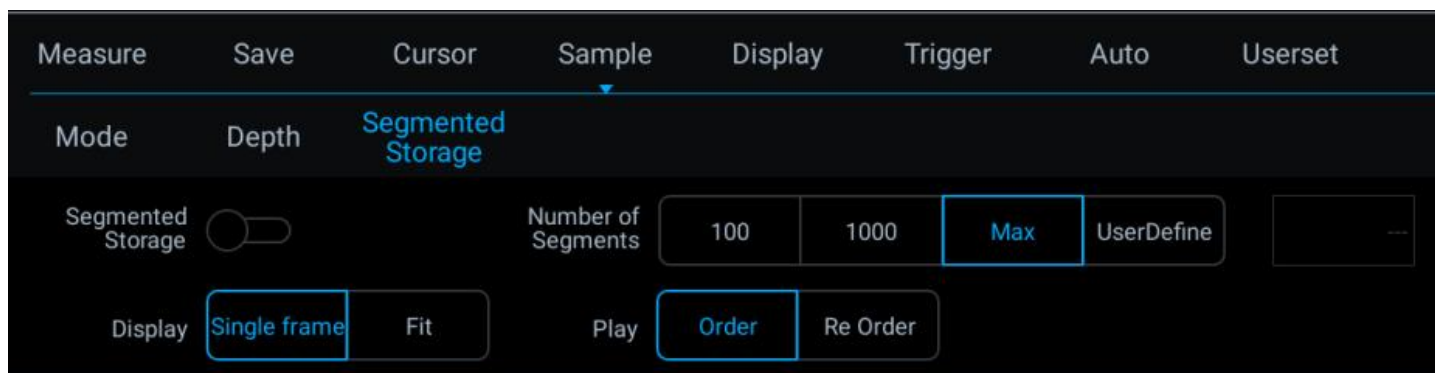 Measure Save Cursor Sample Display Trigger Auto Userset
Mode Depth Segmented Storage
Segmented Storage
Number of Segments
100 1000 Max UserDefine ---
Display Single frame Fit
Play Order Re Order